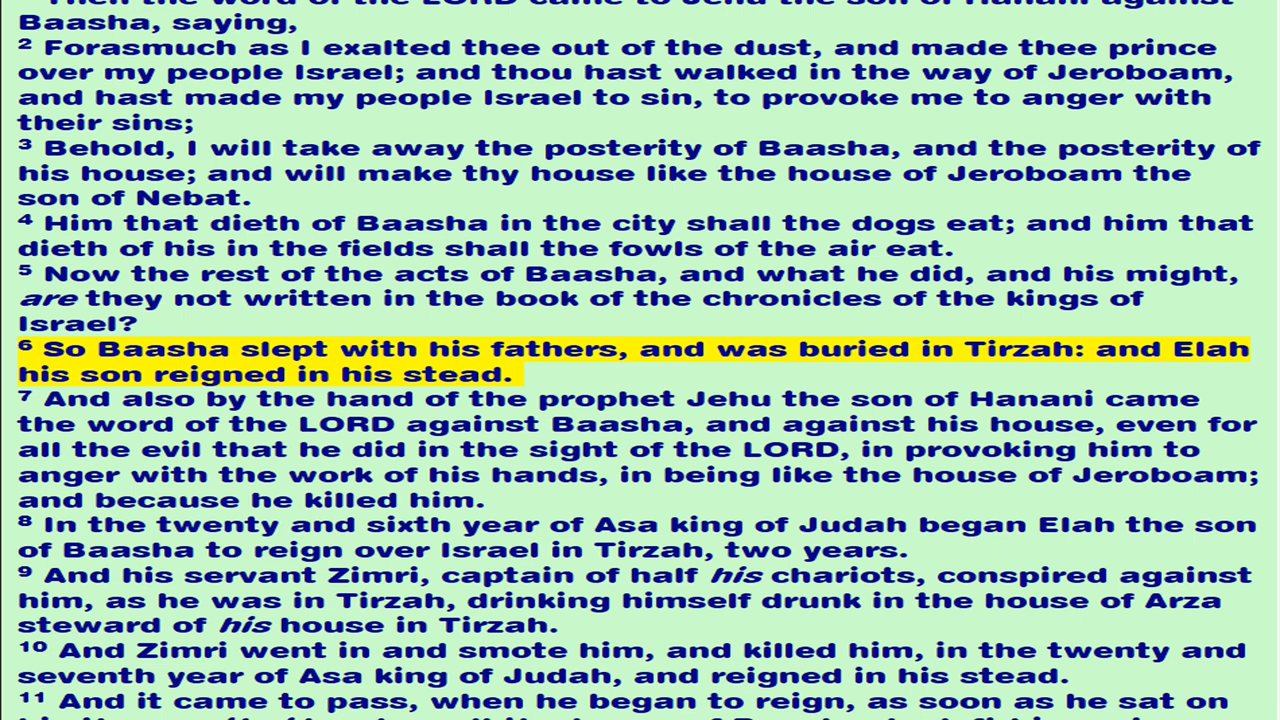 Then the word of the LORD came to Jehu the son of Hanani against
Baasha, saying,
² Forasmuch as I exalted thee out of the dust, and made thee prince
over my people Israel; and thou hast walked in the way of Jeroboam,
and hast made my people Israel to sin, to provoke me to anger with
their sins;
³ Behold, I will take away the posterity of Baasha, and the posterity of
his house; and will make thy house like the house of Jeroboam the
son of Nebat.
⁴ Him that dieth of Baasha in the city shall the dogs eat; and him that
dieth of his in the fields shall the fowls of the air eat.
⁵ Now the rest of the acts of Baasha, and what he did, and his might,
are they not written in the book of the chronicles of the kings of
Israel?
⁶ So Baasha slept with his fathers, and was buried in Tirzah: and Elah
his son reigned in his stead.
⁷ And also by the hand of the prophet Jehu the son of Hanani came
the word of the LORD against Baasha, and against his house, even for
all the evil that he did in the sight of the LORD, in provoking him to
anger with the work of his hands, in being like the house of Jeroboam;
and because he killed him.
⁸ In the twenty and sixth year of Asa king of Judah began Elah the son
of Baasha to reign over Israel in Tirzah, two years.
⁹ And his servant Zimri, captain of half his chariots, conspired against
him, as he was in Tirzah, drinking himself drunk in the house of Arza
steward of his house in Tirzah.
¹⁰ And Zimri went in and smote him, and killed him, in the twenty and
seventh year of Asa king of Judah, and reigned in his stead.
¹¹ And it came to pass, when he began to reign, as soon as he sat on